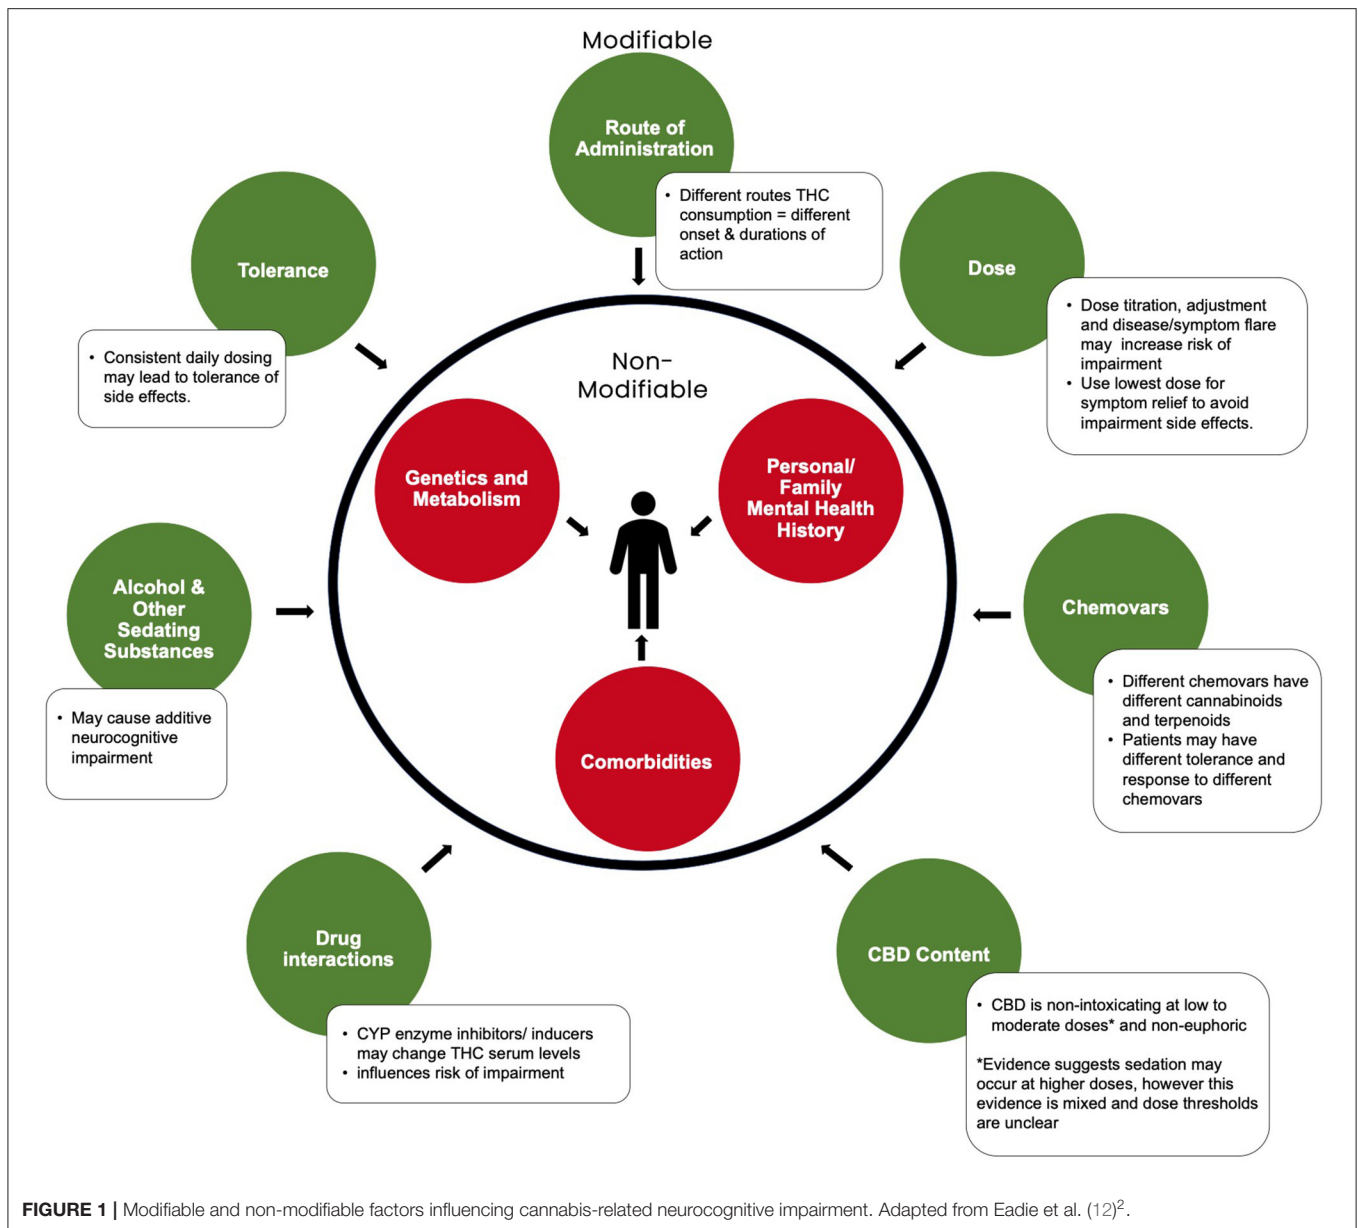 Modifiable
Route of
Administration
• Different routes THC
consumption = different
onset & durations of
action
Tolerance
• Consistent daily dosing
may lead to tolerance of
side effects.
Dose
• Dose titration, adjustment
and disease/symptom flare
may increase risk of
impairment
• Use lowest dose for
symptom relief to avoid
impairment side effects.
Non-
Modifiable
Genetics and
Metabolism
Personal/
Family
Mental Health
History
Comorbidities
Alcohol &
Other
Sedating
Substances
• May cause additive
neurocognitive
impairment
Chemovars
• Different chemovars have
different cannabinoids
and terpenoids
• Patients may have
different tolerance and
response to different
chemovars
Drug
interactions
• CYP enzyme inhibitors/ inducers
may change THC serum levels
• influences risk of impairment
CBD Content
• CBD is non-intoxicating at low to
moderate doses* and non-euphoric
*Evidence suggests sedation may
occur at higher doses, however this
evidence is mixed and dose thresholds
are unclear
FIGURE 1 | Modifiable and non-modifiable factors influencing cannabis-related neurocognitive impairment. Adapted from Eadie et al. (12)².